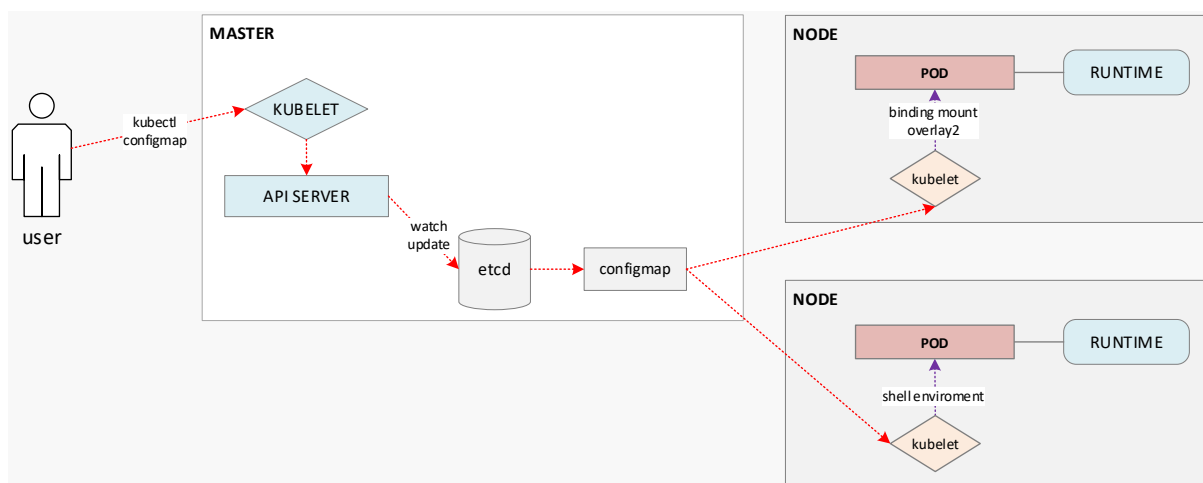 MASTER
KUBELET
kubectl
configmap
API SERVER
user
watch
update
etcd
configmap
NODE
POD
RUNTIME
binding mount
overlay2
kubelet
NODE
POD
RUNTIME
shell enviroment
kubelet